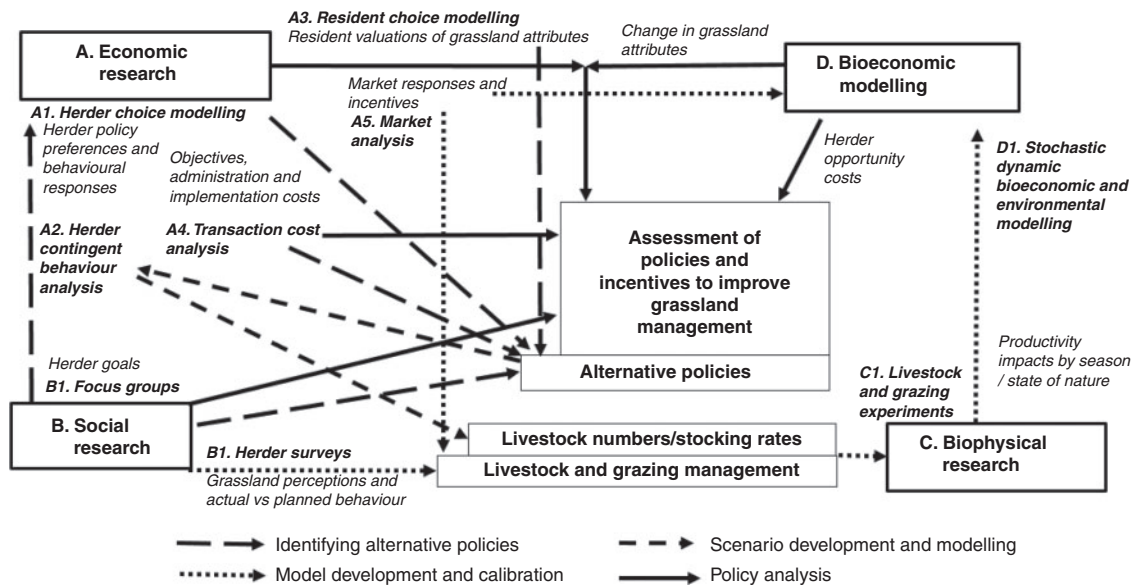 A3. Resident choice modelling
Resident valuations of grassland attributes
Change in grassland
attributes
A. Economic
research
D. Bioeconomic
modelling
Market responses and
incentives
A5. Market
analysis
A1. Herder choice modelling
Herder policy
preferences and
behavioural
responses
Objectives,
administration and
implementation costs
Herder
opportunity
costs
D1. Stochastic
dynamic
bioeconomic and
environmental
modelling
A2. Herder
contingent
behaviour
analysis
A4. Transaction cost
analysis
Assessment of
policies and
incentives to improve
grassland
management
Alternative policies
Productivity
impacts by season
/ state of nature
Herder goals
B1. Focus groups
C1. Livestock
and grazing
experiments
B. Social
research
Livestock numbers/stocking rates
Livestock and grazing management
C. Biophysical
research
B1. Herder surveys
Grassland perceptions and
actual vs planned behaviour
Identifying alternative policies
Scenario development and modelling
Model development and calibration
Policy analysis